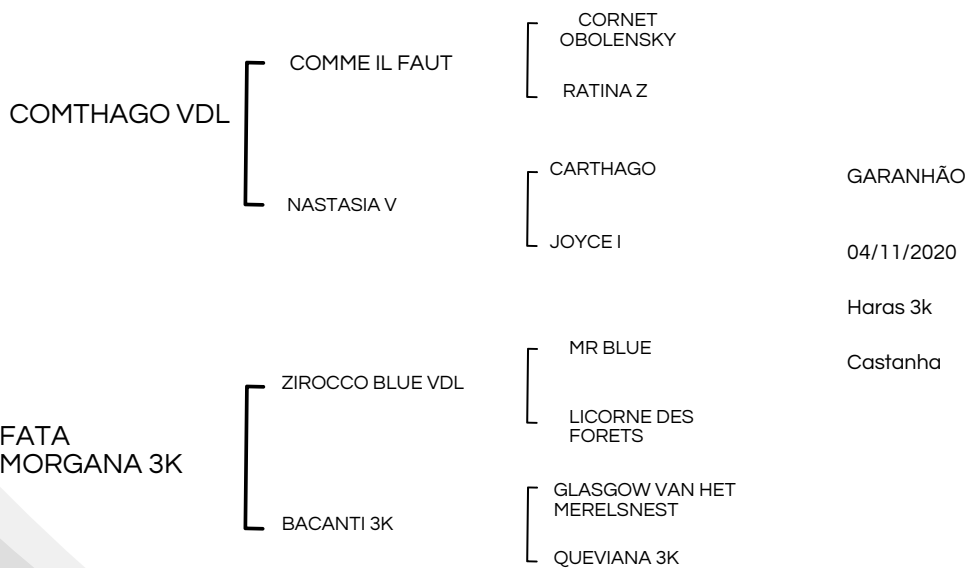 CORNET
OBOLENSKY
COMME IL FAUT
RATINA Z
COMTHAGO VDL
CARTHAGO
NASTASIA V
JOYCE I
GARANHÃO
04/11/2020
Haras 3k
Castanha
MR BLUE
ZIROCCO BLUE VDL
LICORNE DES
FORETS
FATA
MORGANA 3K
GLASGOW VAN HET
MERELSNEST
BACANTI 3K
QUEVIANA 3K